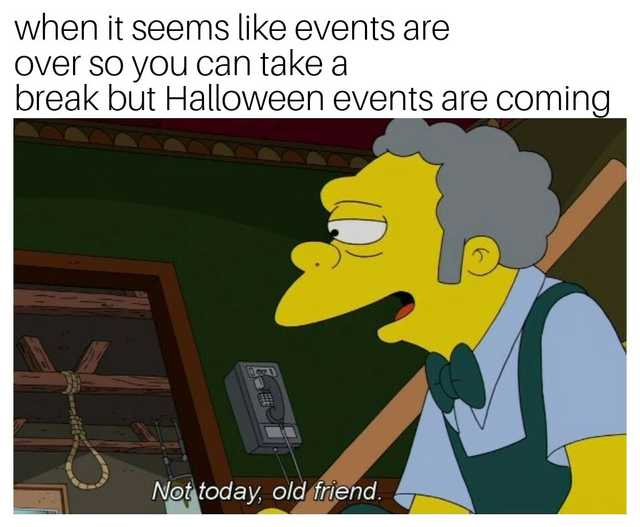 when it seems like events are
over so you can take a
break but Halloween events are coming
Not today, old friend.